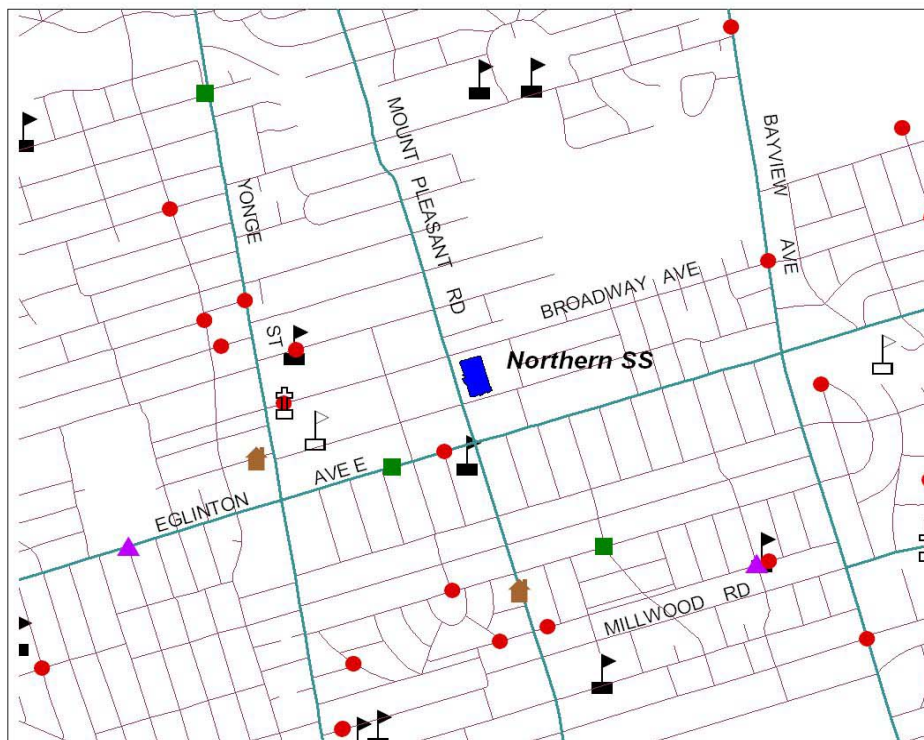 YONGE
ST
MOUNT PLEASANT RD
BAYVIEW AVE
BROADWAY AVE
Northern SS
EGLINTON AVE E
MILLWOOD RD